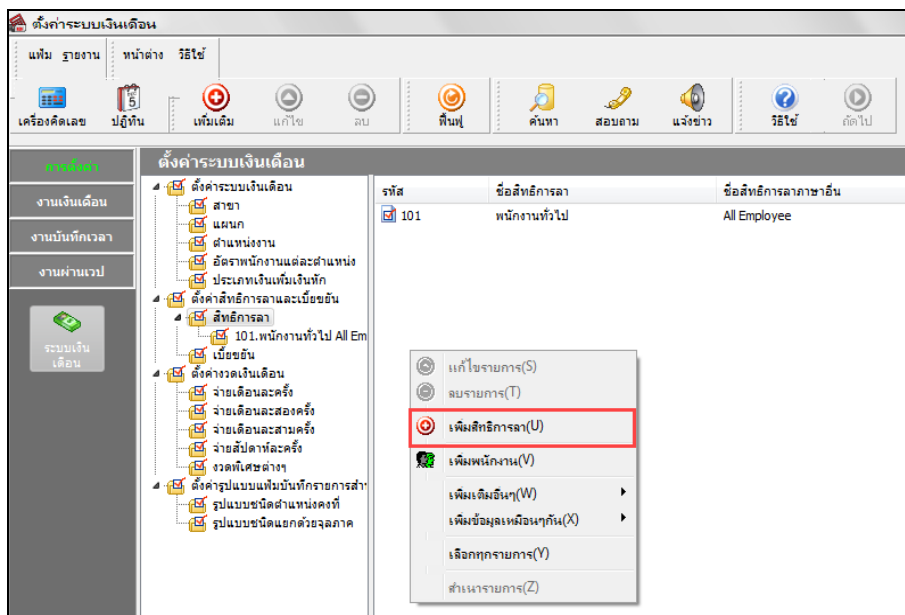 ตั้งค่าระบบเงินเดือน
แฟ้ม รายงาน หน้าต่าง วิธีใช้
5
เครื่องคิดเลข ปฏิทิน เพิ่มเติม แก้ไข ลบ ฟื้นฟู ค้นหา สอบถาม แจ้งข่าว วิธีใช้ ถัดไป
การตั้งค่า
งานเงินเดือน
งานบันทึกเวลา
งานผ่านเวป
ระบบเงิน
เดือน
ตั้งค่าระบบเงินเดือน
ตั้งค่าระบบเงินเดือน
สาขา
แผนก
ตำแหน่งงาน
อัตราพนักงานแต่ละตำแหน่ง
ประเภทเงินเพิ่มเงินหัก
ตั้งค่าสิทธิการลาและเบี้ยขยัน
สิทธิการลา
101.พนักงานทั่วไป All Em
เบี้ยขยัน
ตั้งค่างวดเงินเดือน
จ่ายเดือนละครั้ง
จ่ายเดือนละสองครั้ง
จ่ายเดือนละสามครั้ง
จ่ายสัปดาห์ละครั้ง
งวดพิเศษต่างๆ
ตั้งค่ารูปแบบแฟ้มบันทึกรายการสำ
รูปแบบชนิดตำแหน่งคงที่
รูปแบบชนิดแยกด้วยจุลภาค
รหัส ชื่อสิทธิการลา ชื่อสิทธิการลาภาษาอื่น
101 พนักงานทั่วไป All Employee
แก้ไขรายการ(S)
ลบรายการ(T)
เพิ่มสิทธิการลา(U)
เพิ่มพนักงาน(V)
เพิ่มเติมอื่นๆ(W)
เพิ่มข้อมูลเหมือนๆกัน(X)
เลือกทุกรายการ(Y)
สำเนารายการ(Z)